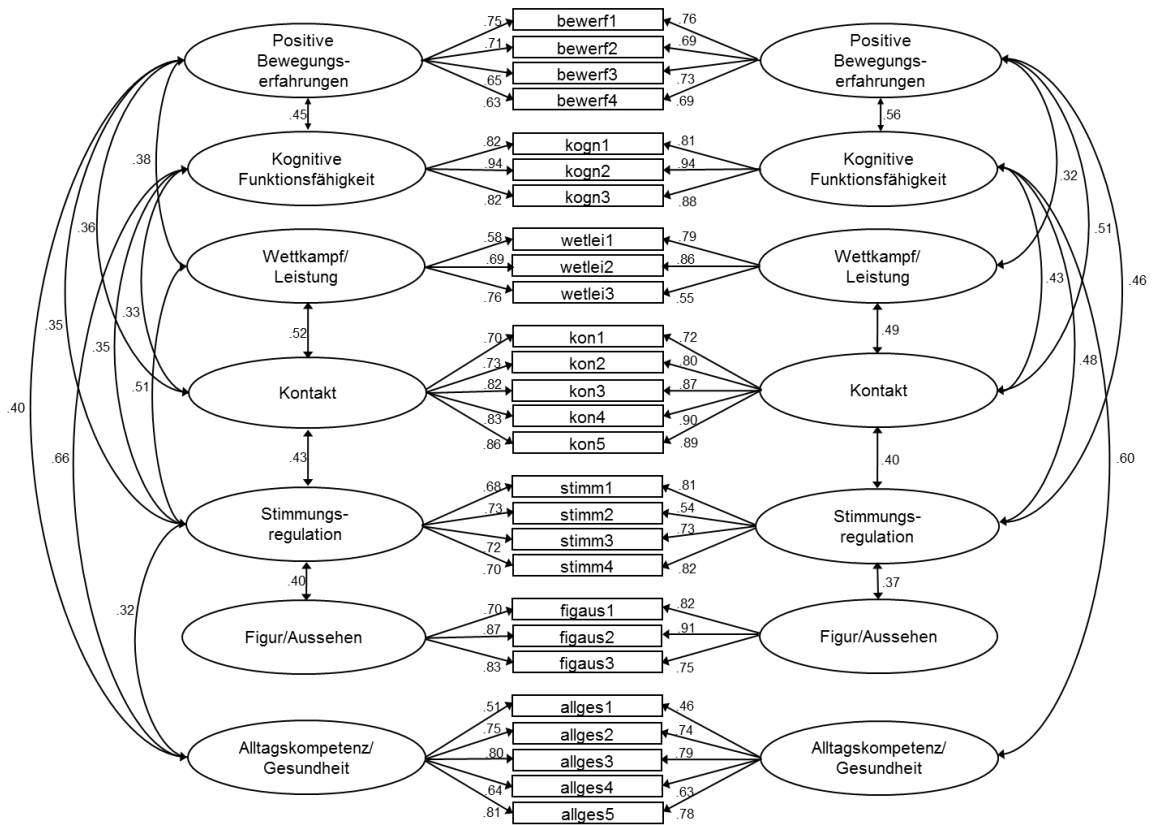 .75
bewerf1
.76
Positive
Bewegungs-
erfahrungen
.71
bewerf2
.69
Positive
Bewegungs-
erfahrungen
.65
bewerf3
.73
.63
bewerf4
.69
.45
.56
.82
kogn1
.81
Kognitive
Funktionsfähigkeit
.94
kogn2
.94
Kognitive
Funktionsfähigkeit
.82
kogn3
.88
.38
.32
.36
.51
.58
wetlei1
.79
Wettkampf/
Leistung
.69
wetlei2
.86
Wettkampf/
Leistung
.76
wetlei3
.55
.43
.46
.33
.35
.35
.52
.49
.70
kon1
.72
.73
kon2
.80
Kontakt
.82
kon3
.87
Kontakt
.83
kon4
.90
.86
kon5
.89
.51
.48
.40
.66
.43
.40
.60
.68
stimm1
.81
Stimmungs-
regulation
.73
stimm2
.54
Stimmungs-
regulation
.72
stimm3
.73
.70
stimm4
.82
.40
.37
.32
.70
figaus1
.82
Figur/Aussehen
.87
figaus2
.91
Figur/Aussehen
.83
figaus3
.75
.51
allges1
.46
.75
allges2
.74
Alltagskompetenz/
Gesundheit
.80
allges3
.79
Alltagskompetenz/
Gesundheit
.64
allges4
.63
.81
allges5
.78